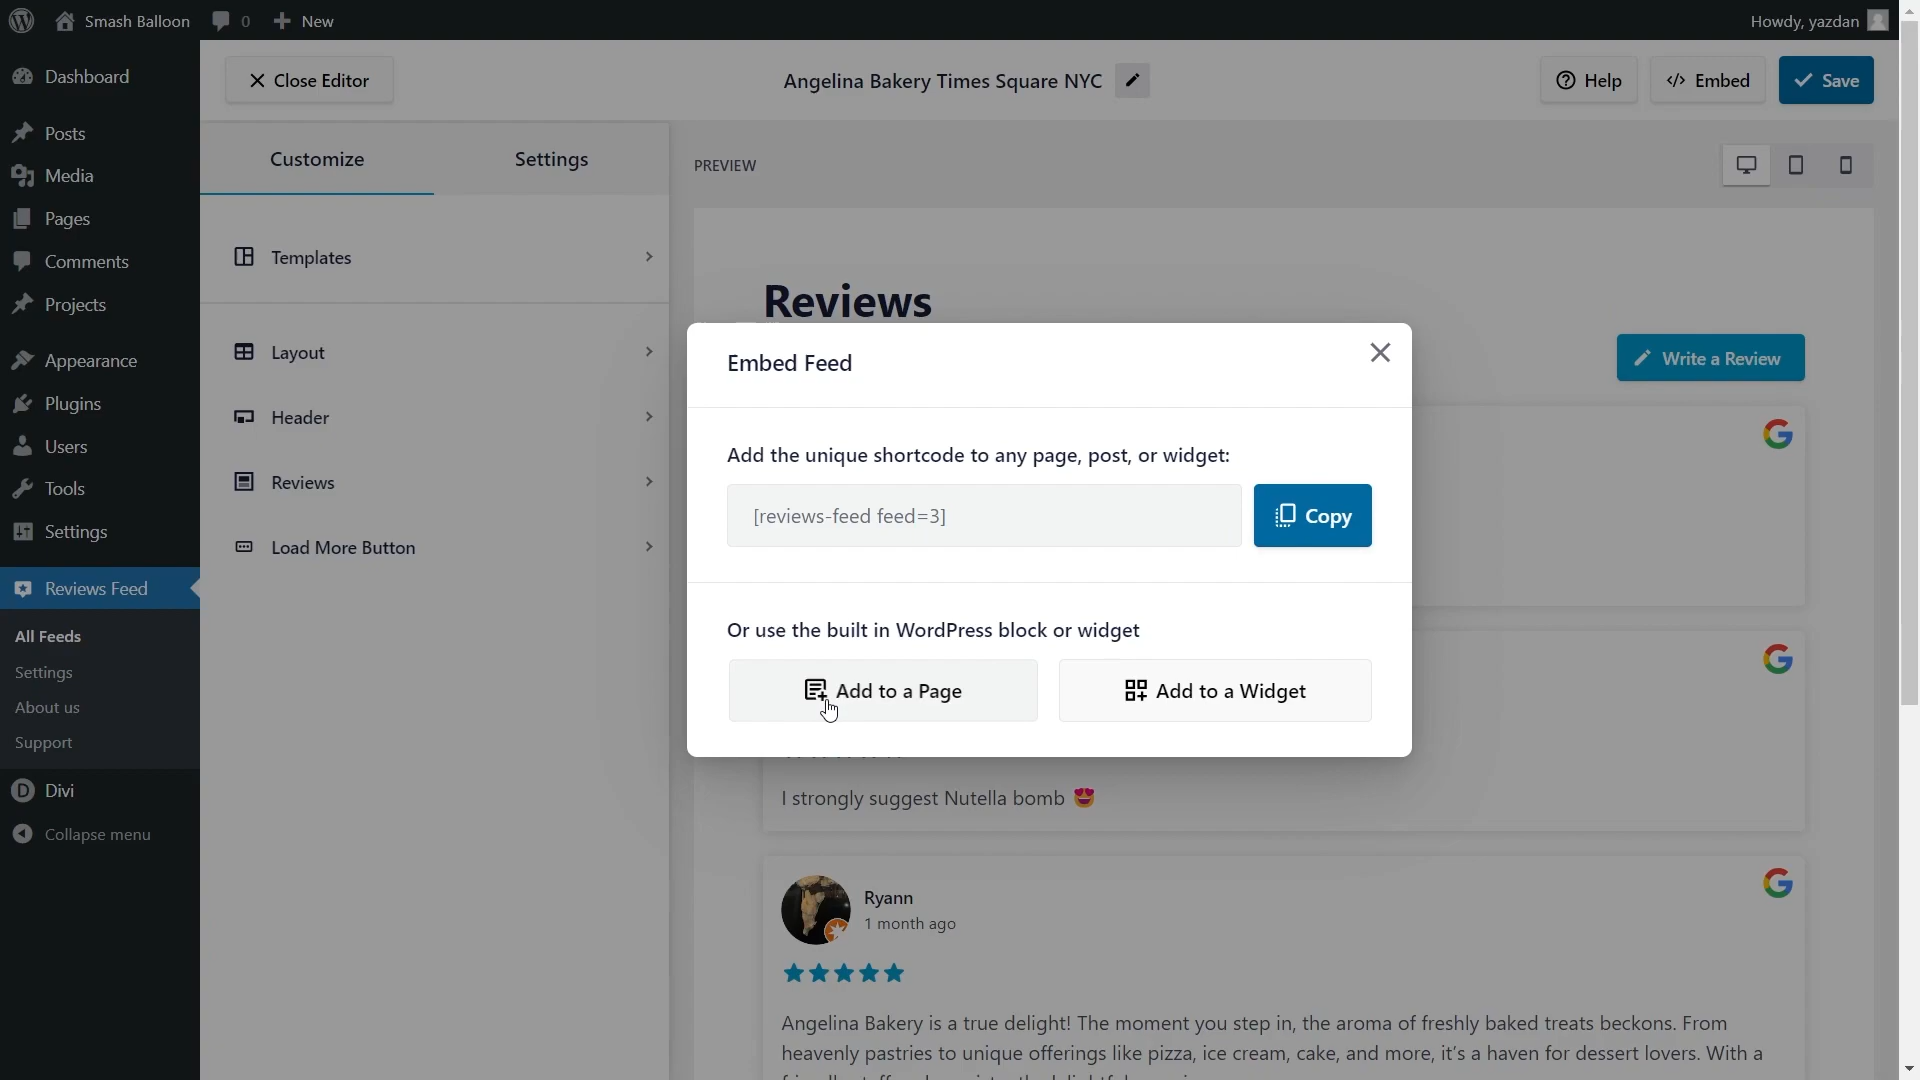 Smash Balloon
0
New
Howdy, yazdan
Dashboard
Posts
Media
Pages
Comments
Projects
Appearance
Plugins
Users
Tools
Settings
Reviews Feed
All Feeds
Settings
About us
Support
Divi
Collapse menu
Close Editor
Angelina Bakery Times Square NYC
Help
Embed
Save
Customize
Settings
Templates
Layout
Header
Reviews
Load More Button
PREVIEW
Reviews
Write a Review
Embed Feed
Add the unique shortcode to any page, post, or widget:
[reviews-feed feed=3]
Copy
Or use the built in WordPress block or widget
Add to a Page
Add to a Widget
I strongly suggest Nutella bomb 😍
Ryann
1 month ago
Angelina Bakery is a true delight! The moment you step in, the aroma of freshly baked treats beckons. From
heavenly pastries to unique offerings like pizza, ice cream, cake, and more, it's a haven for dessert lovers. With a